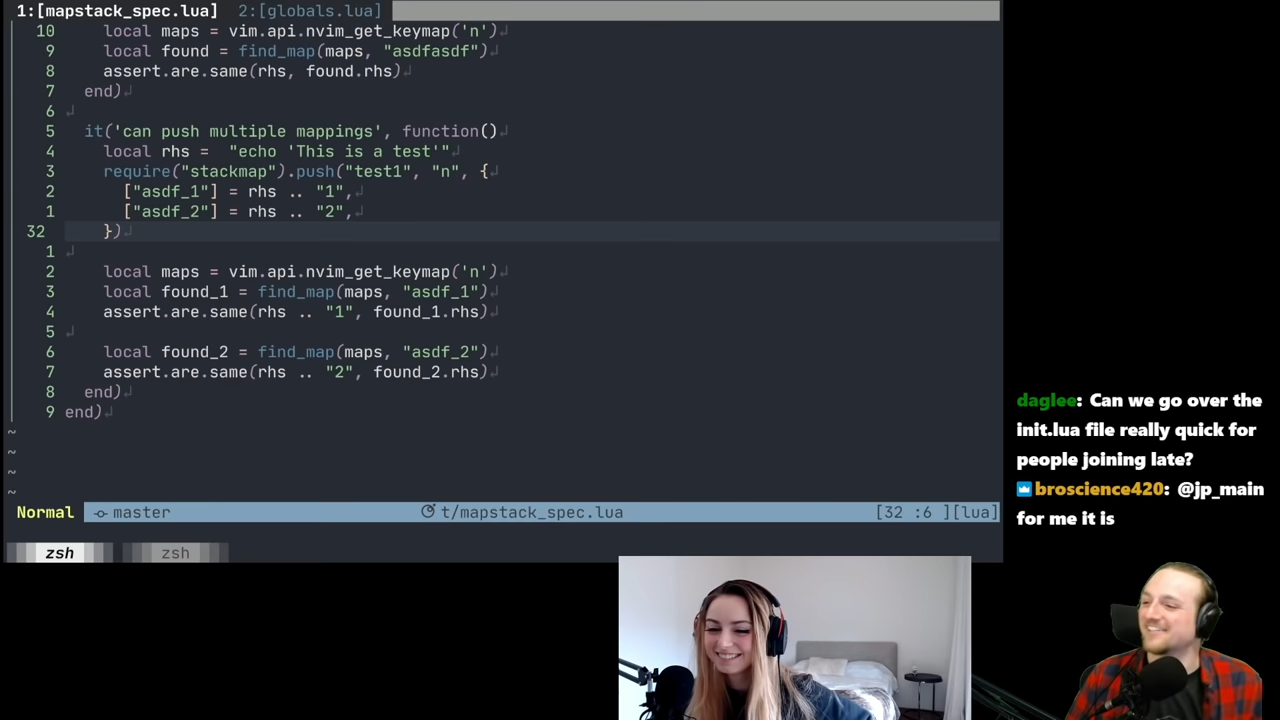 1:[mapstack_spec.lua]  2:[globals.lua]
10      local maps = vim.api.nvim_get_keymap('n')↲
9      local found = find_map(maps, "asdfasdf")↲
8      assert.are.same(rhs, found.rhs)↲
7    end)↲
6  ↲
5    it('can push multiple mappings', function()↲
4      local rhs =  "echo 'This is a test'"↲
3      require("stackmap").push("test1", "n", {↲
2        ["asdf_1"] = rhs .. "1",↲
1        ["asdf_2"] = rhs .. "2",↲
32      })↲
1  ↲
2      local maps = vim.api.nvim_get_keymap('n')↲
3      local found_1 = find_map(maps, "asdf_1")↲
4      assert.are.same(rhs .. "1", found_1.rhs)↲
5  ↲
6      local found_2 = find_map(maps, "asdf_2")↲
7      assert.are.same(rhs .. "2", found_2.rhs)↲
8    end)↲
9  end)↲
~
~
~
~
Normal  master  t/mapstack_spec.lua  [32 :6 ][lua]
zsh  zsh
daglee: Can we go over the
init.lua file really quick for
people joining late?
broscience420: @jp_main
for me it is